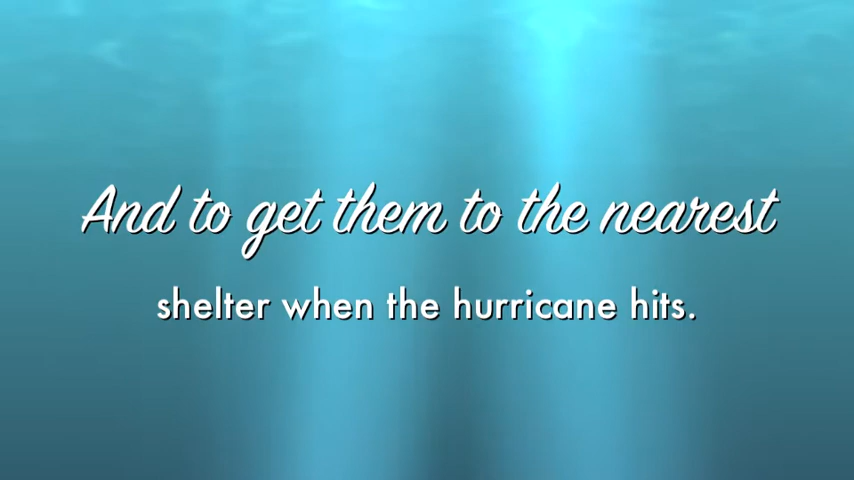 And to get them to the nearest
shelter when the hurricane hits.